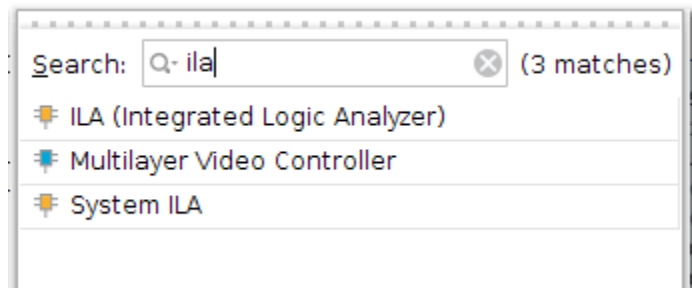 Search: ila (3 matches)
ILA (Integrated Logic Analyzer)
Multilayer Video Controller
System ILA